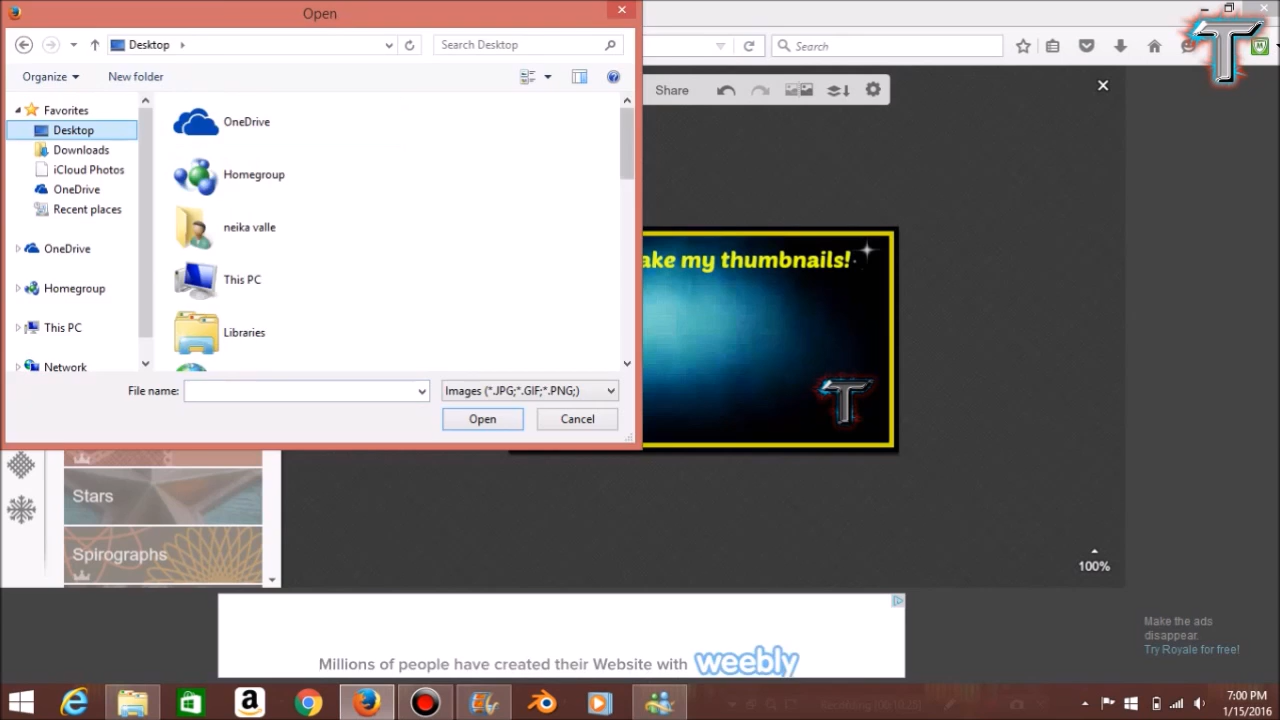 Open
Desktop
Search Desktop
Search
Organize
New folder
Share
Favorites
Desktop
Downloads
iCloud Photos
OneDrive
Recent places
OneDrive
Homegroup
This PC
Network
OneDrive
Homegroup
neika valle
This PC
Libraries
ake my thumbnails!
T
T
File name:
Images (*.JPG;*.GIF;*.PNG;)
Open
Cancel
Stars
Spirographs
100%
Make the ads
disappear.
Try Royale for free!
Millions of people have created their Website with weebly
7:00 PM
1/15/2016